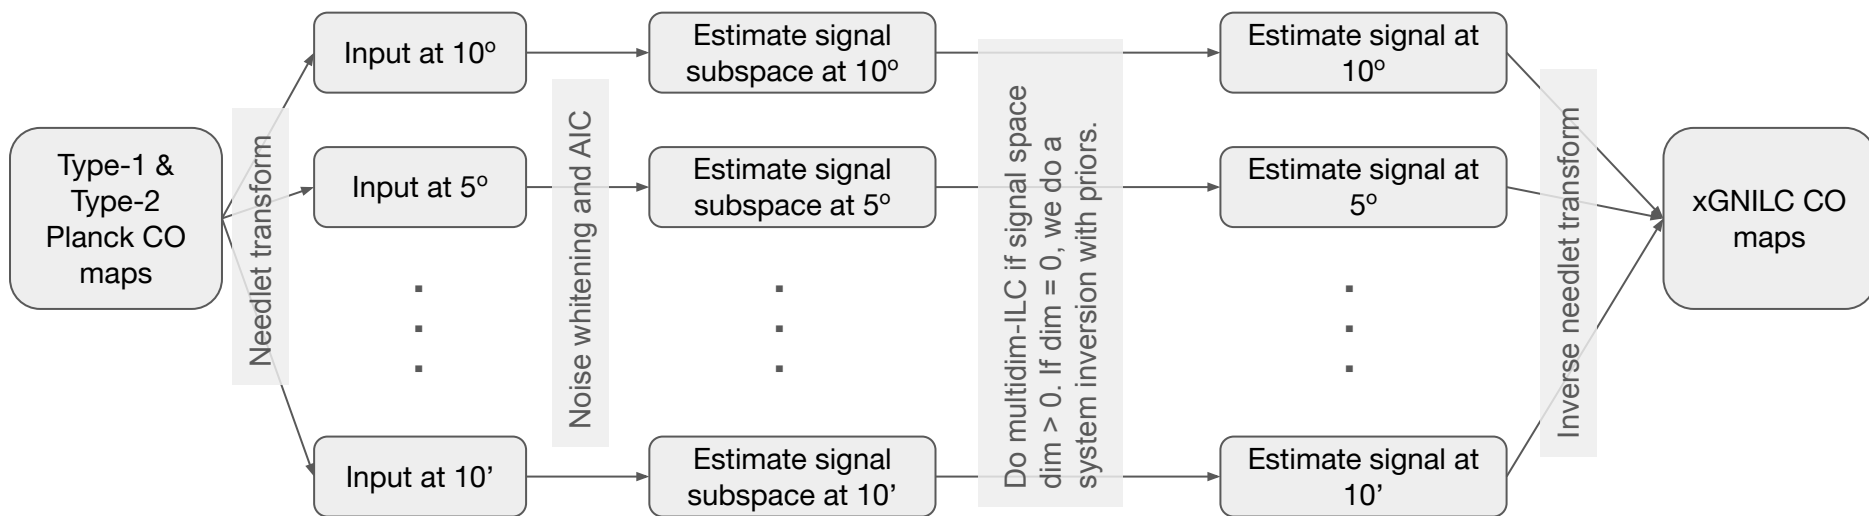 Type-1 &
Type-2
Planck CO
maps
Needlet transform
Input at 10º
Input at 5º
.
.
.
Input at 10’
Noise whitening and AIC
Estimate signal
subspace at 10º
Estimate signal
subspace at 5º
.
.
.
Estimate signal
subspace at 10’
Do multidim-ILC if signal space
dim > 0. If dim = 0, we do a
system inversion with priors.
Estimate signal at
10º
Estimate signal at
5º
.
.
.
Estimate signal at
10’
Inverse needlet transform
xGNILC CO
maps